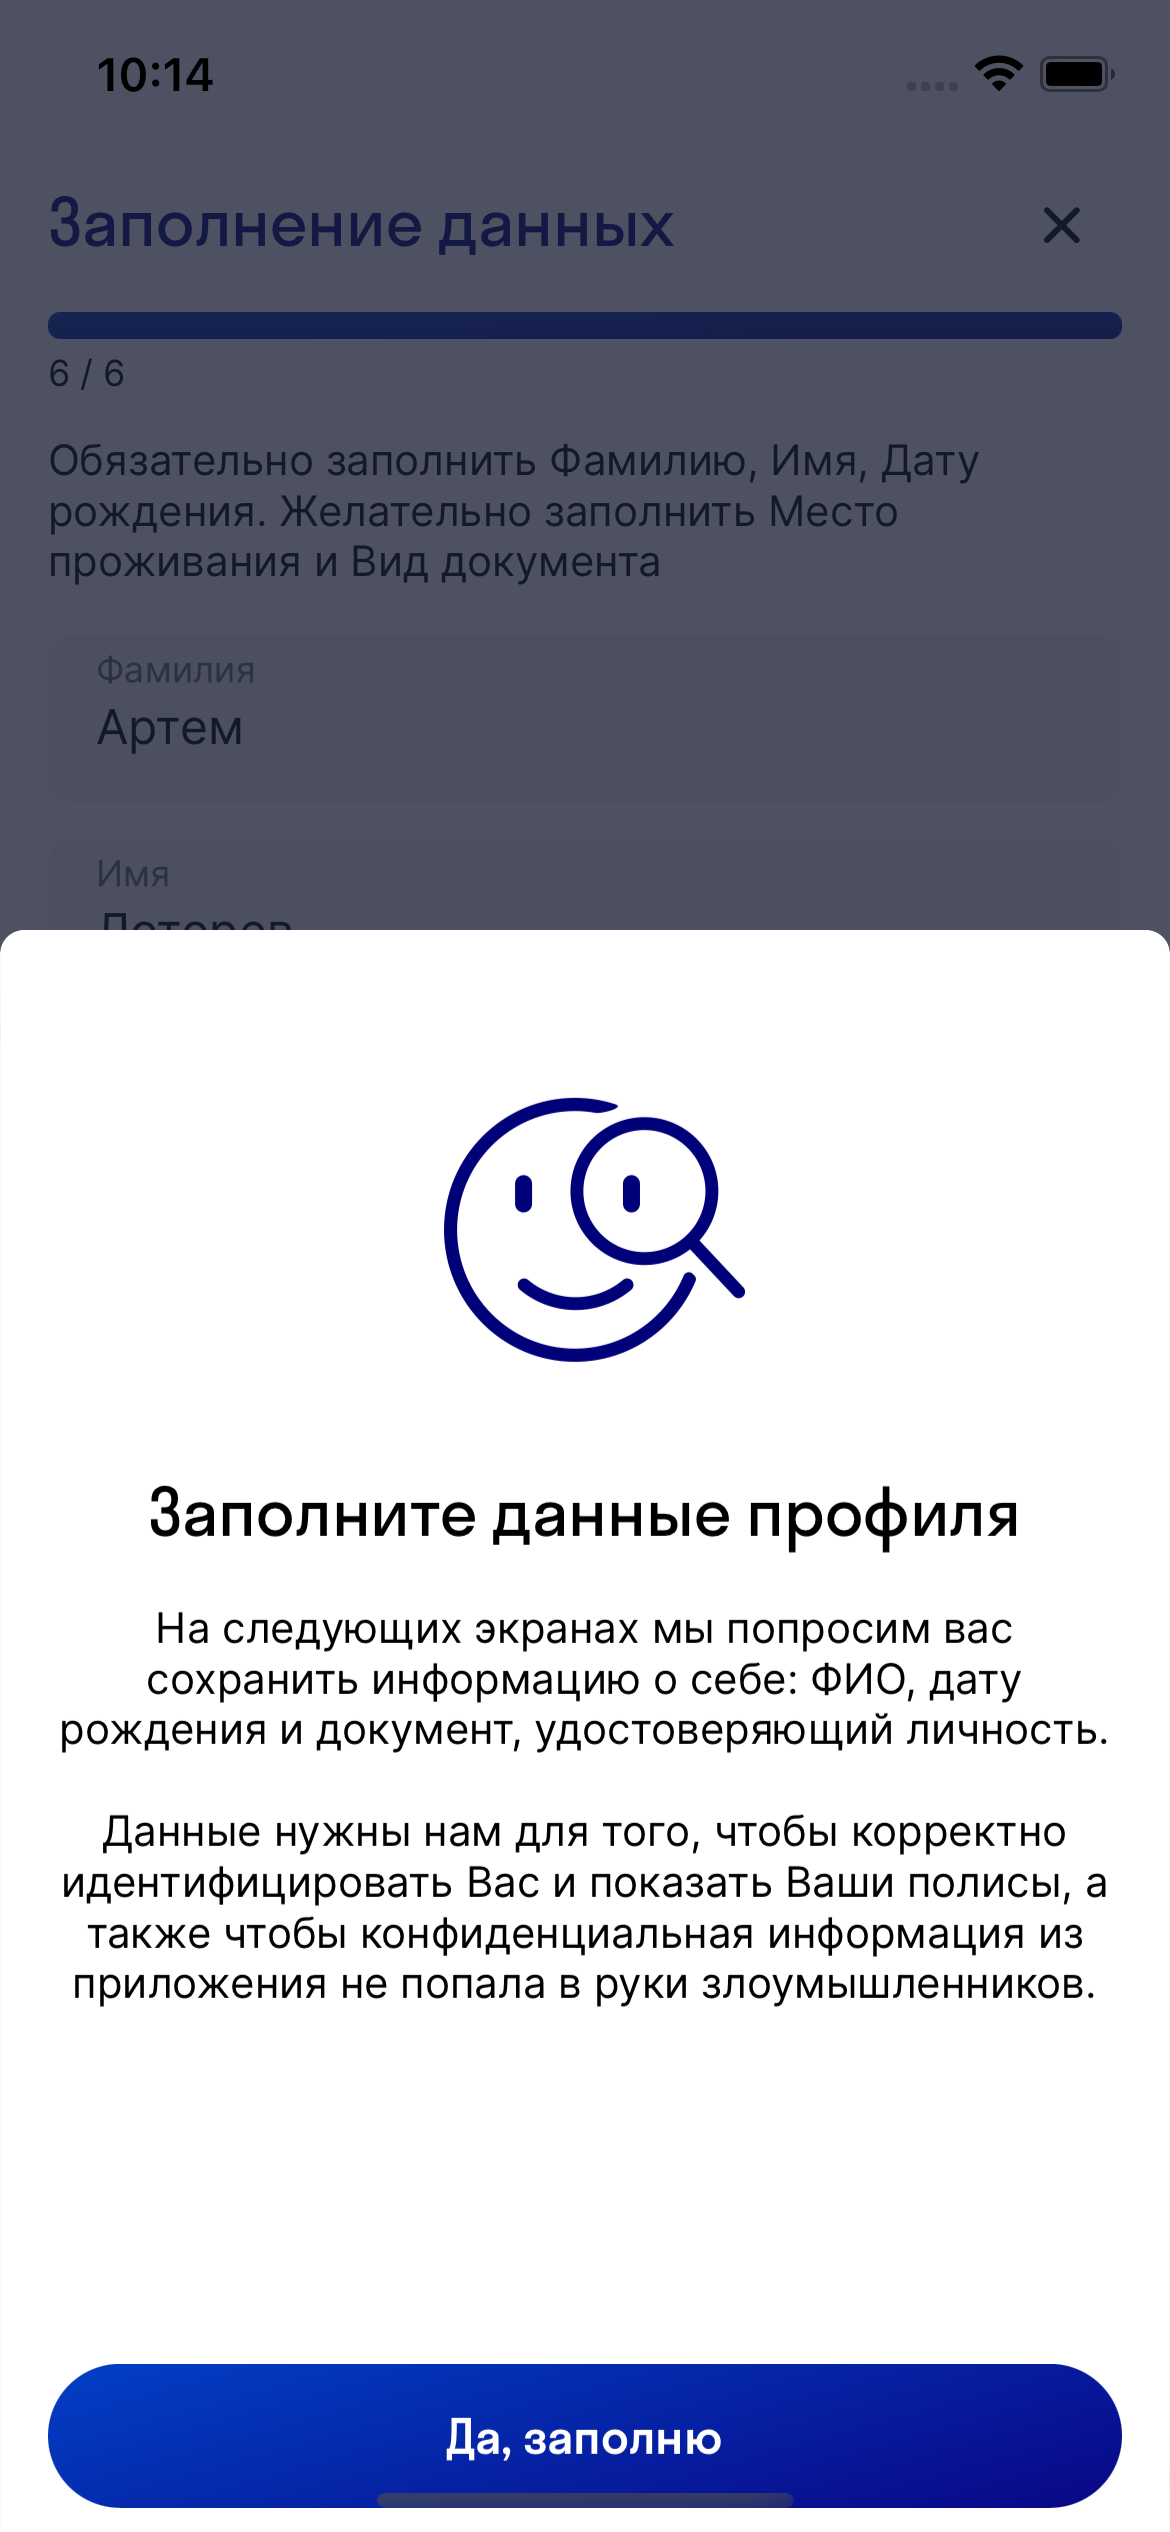 10:14
Заполнение данных
6 / 6
Обязательно заполнить Фамилию, Имя, Дату
рождения. Желательно заполнить Место
проживания и Вид документа
Фамилия
Артем
Имя
Заполните данные профиля
На следующих экранах мы попросим вас
сохранить информацию о себе: ФИО, дату
рождения и документ, удостоверяющий личность.
Данные нужны нам для того, чтобы корректно
идентифицировать Вас и показать Ваши полисы, а
также чтобы конфиденциальная информация из
приложения не попала в руки злоумышленников.
Да, заполню